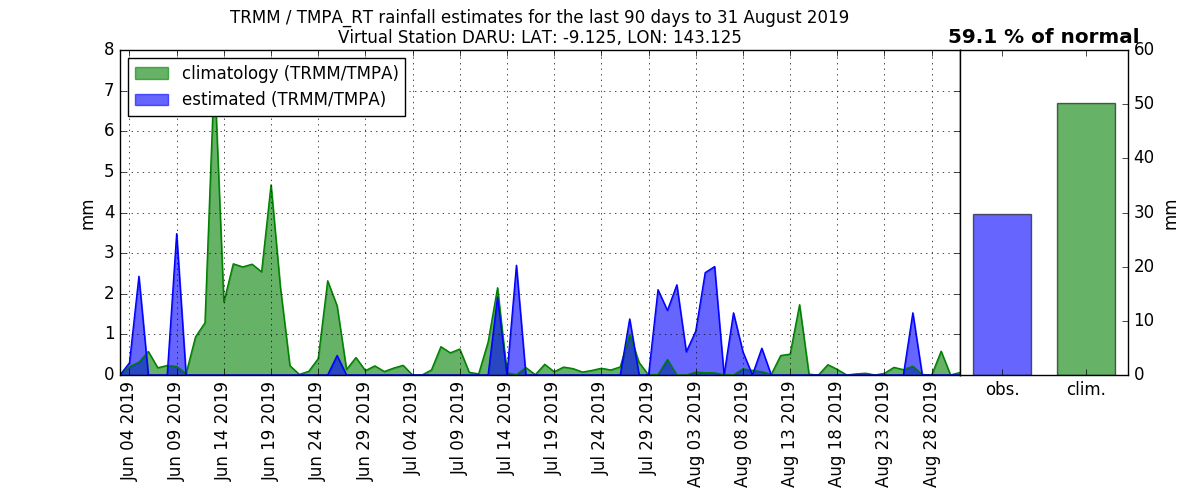 TRMM / TMPA_RT rainfall estimates for the last 90 days to 31 August 2019
Virtual Station DARU: LAT: -9.125, LON: 143.125
59.1 % of normal
climatology (TRMM/TMPA)
estimated (TRMM/TMPA)
8
7
6
5
4
3
2
1
0
mm
Jun 04 2019
Jun 09 2019
Jun 14 2019
Jun 19 2019
Jun 24 2019
Jun 29 2019
Jul 04 2019
Jul 09 2019
Jul 14 2019
Jul 19 2019
Jul 24 2019
Jul 29 2019
Aug 03 2019
Aug 08 2019
Aug 13 2019
Aug 18 2019
Aug 23 2019
Aug 28 2019
obs.
clim.
60
50
40
30
20
10
0
mm